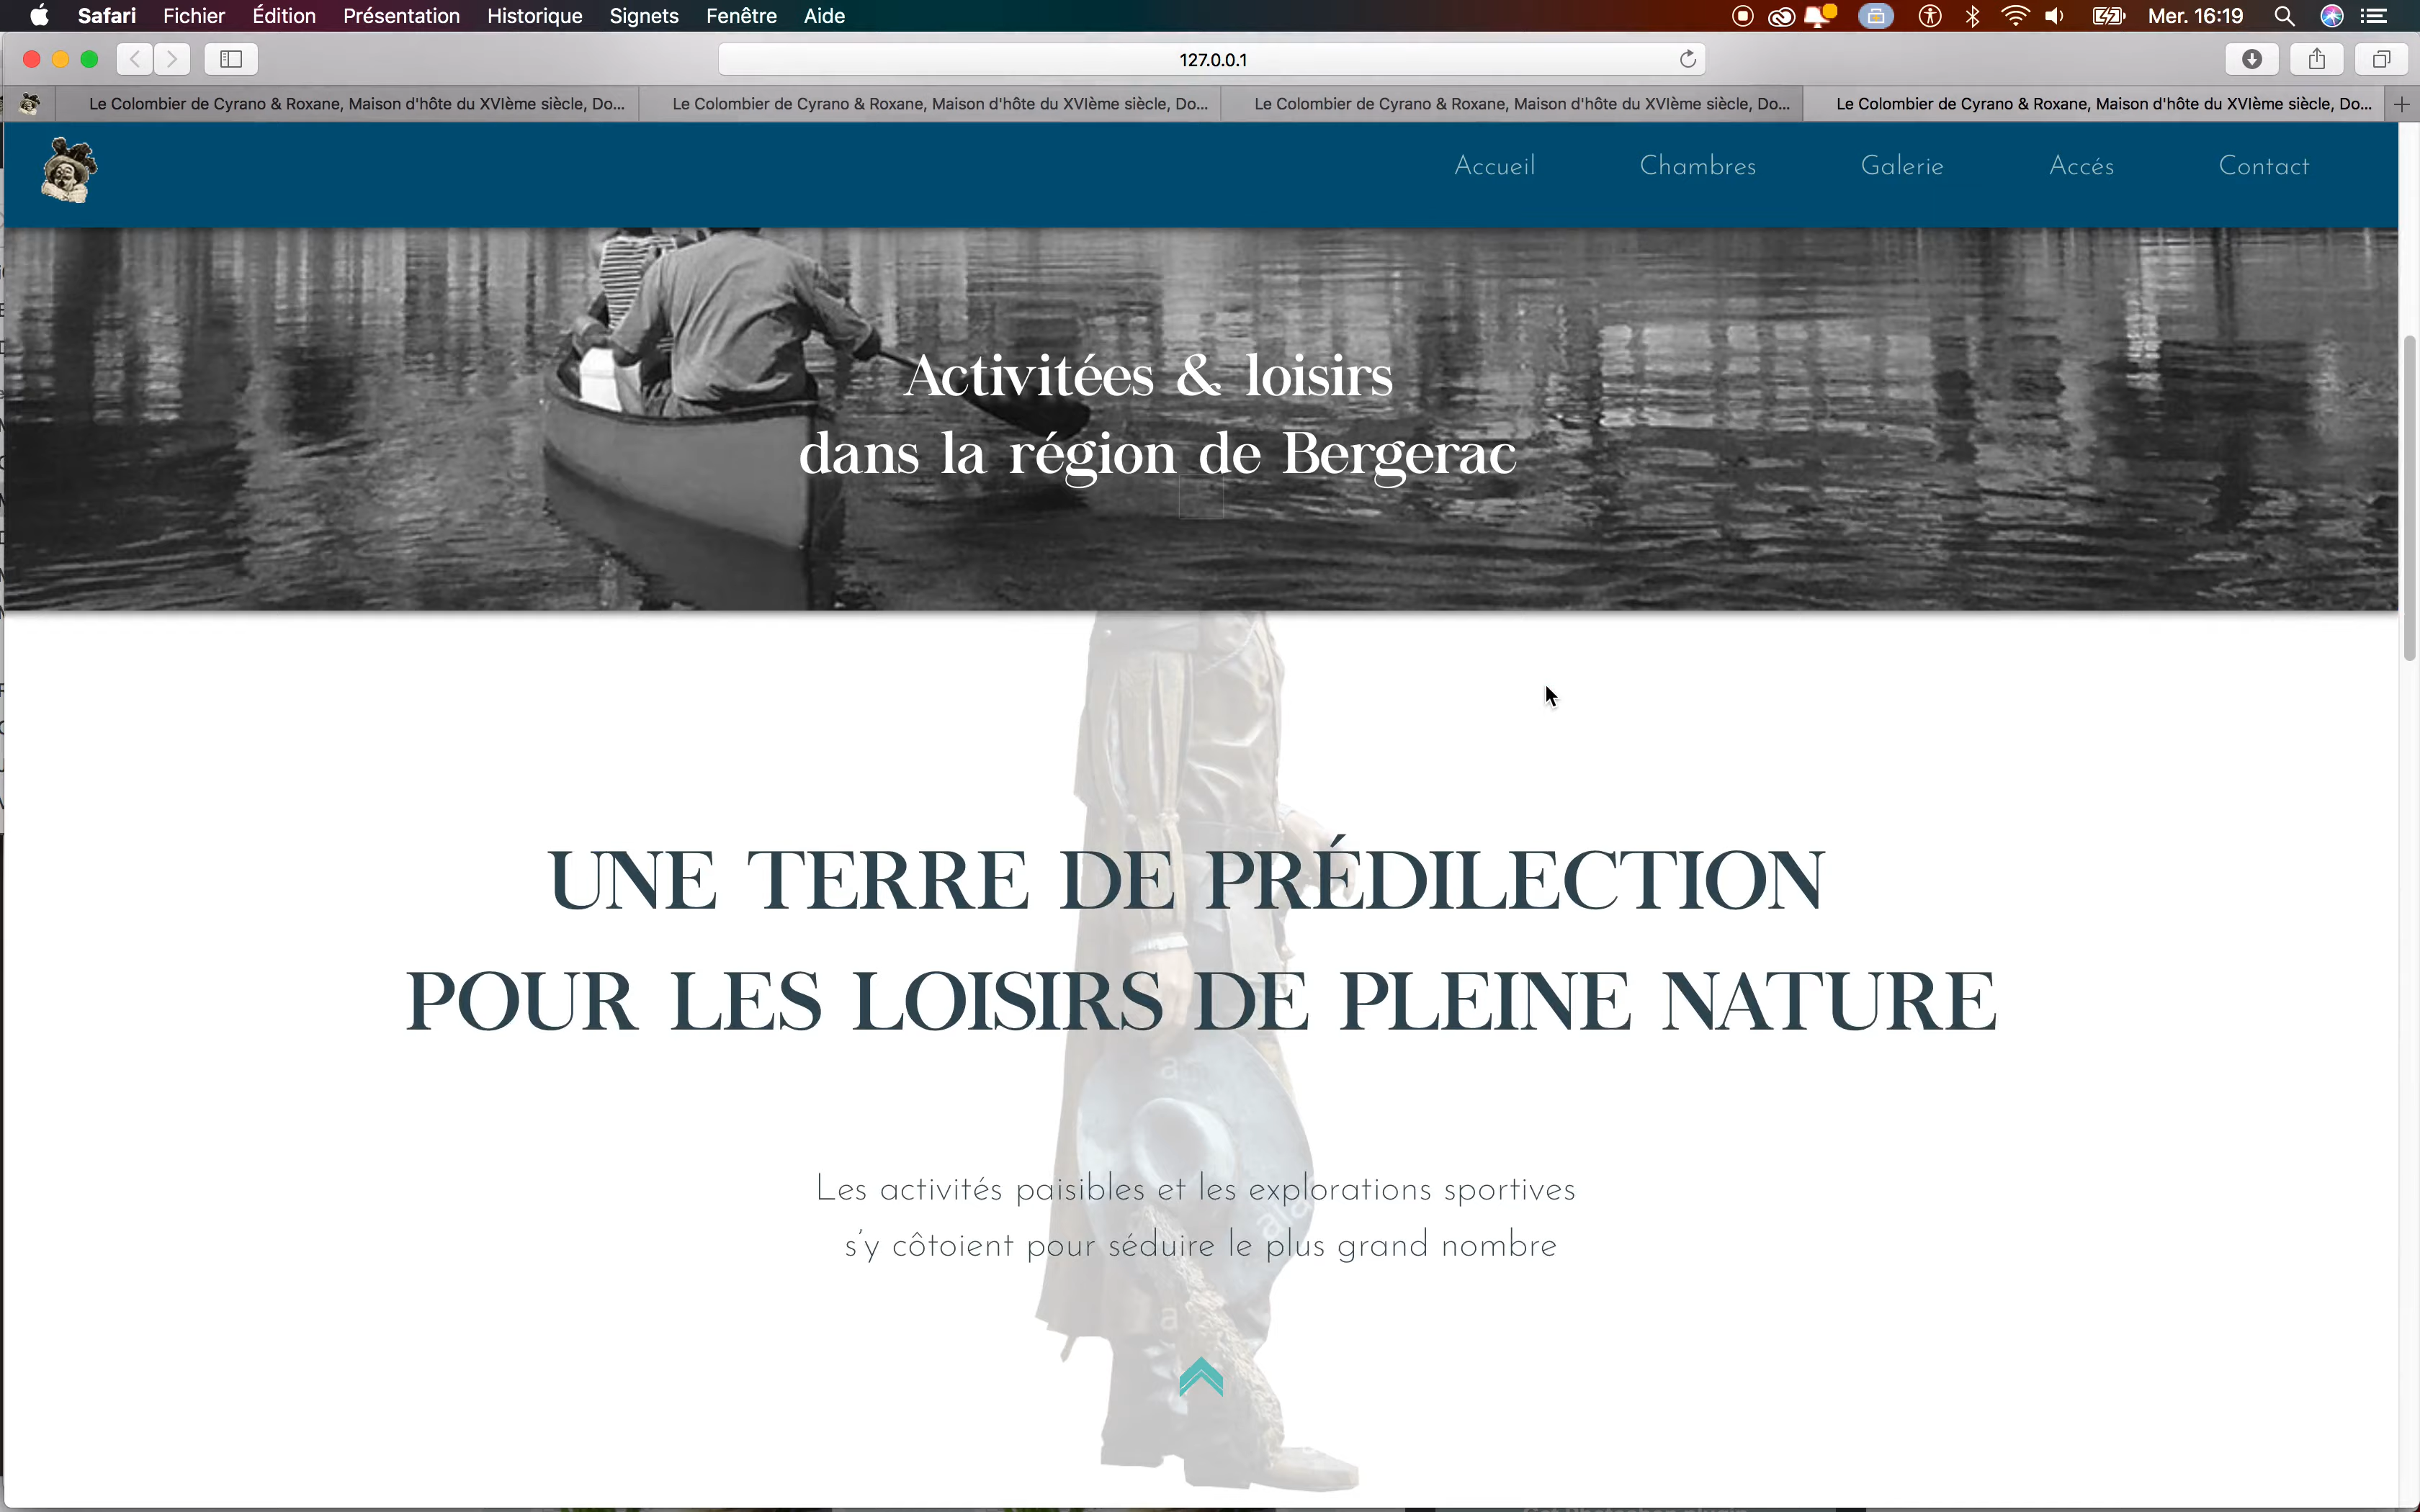 Safari Fichier Édition Présentation Historique Signets Fenêtre Aide Mer. 16:19
127.0.0.1
Le Colombier de Cyrano & Roxane, Maison d'hôte du XVIème siècle, Do...
Le Colombier de Cyrano & Roxane, Maison d'hôte du XVIème siècle, Do...
Le Colombier de Cyrano & Roxane, Maison d'hôte du XVIème siècle, Do...
Le Colombier de Cyrano & Roxane, Maison d'hôte du XVIème siècle, Do...
Accueil Chambres Galerie Accés Contact
Activitées & loisirs
dans la région de Bergerac
UNE TERRE DE PRÉDILECTION
POUR LES LOISIRS DE PLEINE NATURE
Les activités paisibles et les explorations sportives
s'y côtoient pour séduire le plus grand nombre